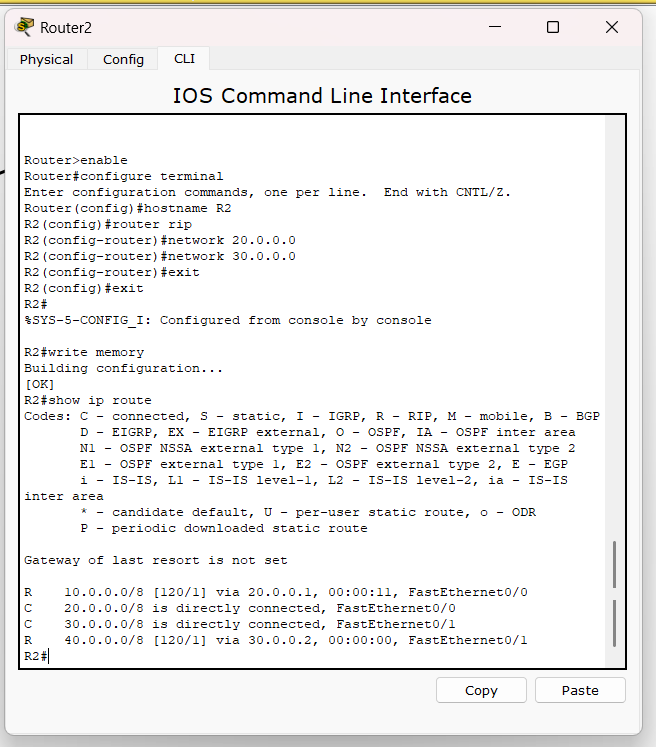 Router2
Physical Config CLI
IOS Command Line Interface
Router>enable
Router#configure terminal
Enter configuration commands, one per line.  End with CNTL/Z.
Router(config)#hostname R2
R2(config)#router rip
R2(config-router)#network 20.0.0.0
R2(config-router)#network 30.0.0.0
R2(config-router)#exit
R2(config)#exit
R2#
%SYS-5-CONFIG_I: Configured from console by console
R2#write memory
Building configuration...
[OK]
R2#show ip route
Codes: C - connected, S - static, I - IGRP, R - RIP, M - mobile, B - BGP
       D - EIGRP, EX - EIGRP external, O - OSPF, IA - OSPF inter area
       N1 - OSPF NSSA external type 1, N2 - OSPF NSSA external type 2
       E1 - OSPF external type 1, E2 - OSPF external type 2, E - EGP
       i - IS-IS, L1 - IS-IS level-1, L2 - IS-IS level-2, ia - IS-IS
inter area
       * - candidate default, U - per-user static route, o - ODR
       P - periodic downloaded static route
Gateway of last resort is not set
R    10.0.0.0/8 [120/1] via 20.0.0.1, 00:00:11, FastEthernet0/0
C    20.0.0.0/8 is directly connected, FastEthernet0/0
C    30.0.0.0/8 is directly connected, FastEthernet0/1
R    40.0.0.0/8 [120/1] via 30.0.0.2, 00:00:00, FastEthernet0/1
R2#
Copy Paste